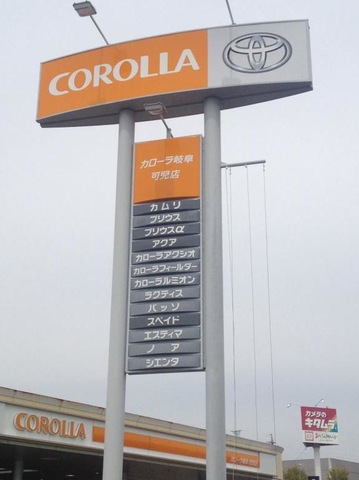 COROLLA
カローラ岐阜
可児店
カムリ
プリウス
プリウスα
アクア
カローラアクシオ
カローラフィールダー
カローラルミオン
ラクティス
パッソ
スペイド
エスティマ
ノア
シエンタ
カメラの
キタムラ
COROLLA